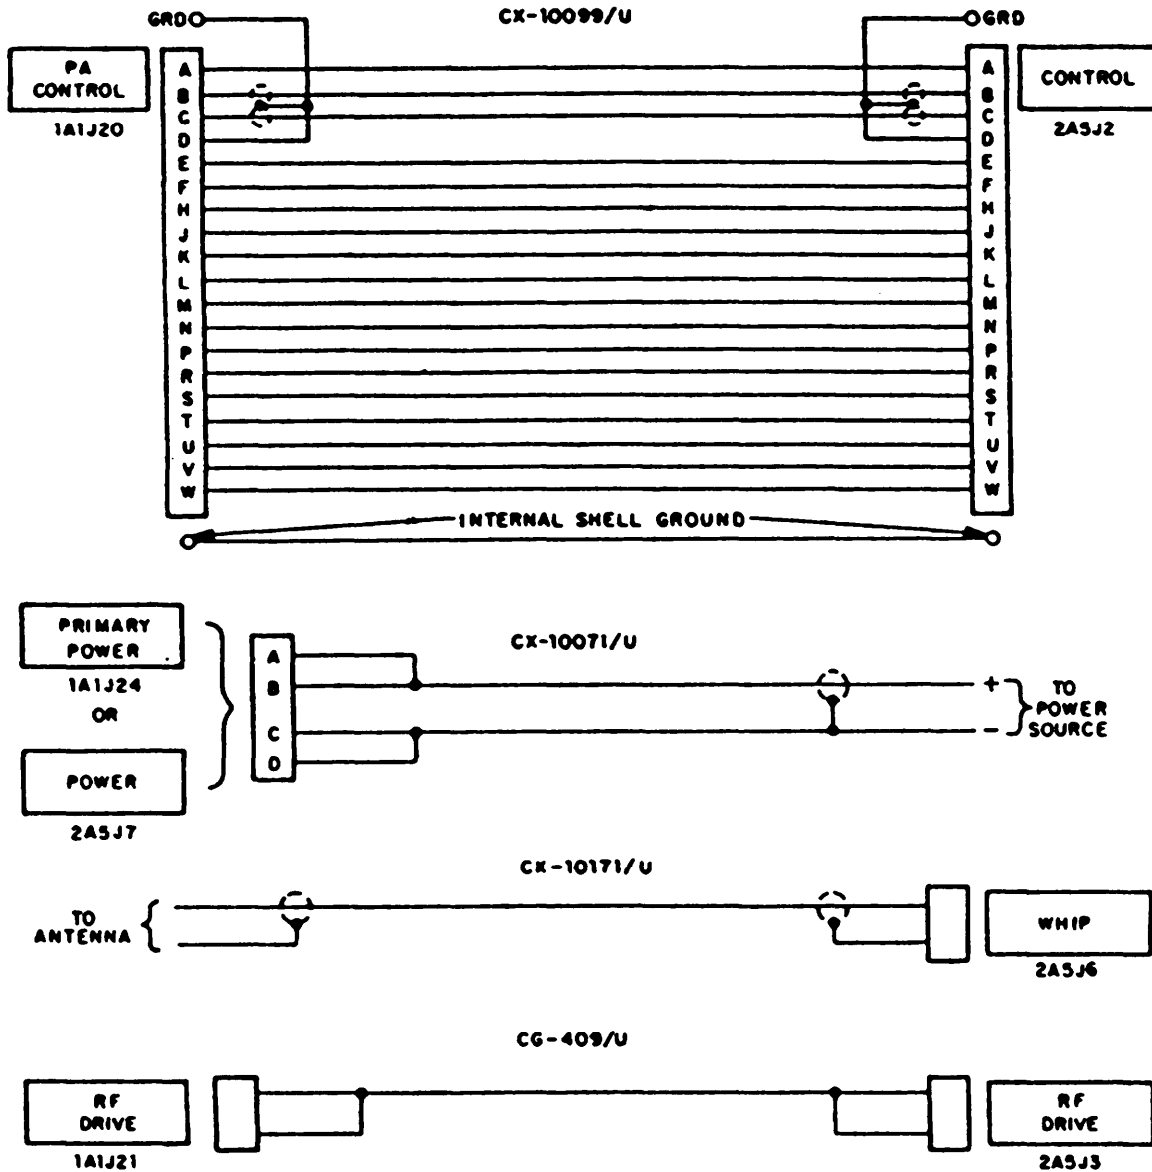 CX-10099/U
GRD
GRD
PA
CONTROL
1A1J20
A
B
C
D
E
F
H
J
K
L
M
N
P
R
S
T
U
V
W
A
B
C
D
E
F
H
J
K
L
M
N
P
R
S
T
U
V
W
CONTROL
2A5J2
INTERNAL SHELL GROUND
PRIMARY
POWER
1A1J24
OR
POWER
2A5J7
A
B
C
D
CX-10071/U
+
-
TO
POWER
SOURCE
CX-10171/U
TO
ANTENNA
WHIP
2A5J6
CG-409/U
RF
DRIVE
1A1J21
RF
DRIVE
2A5J3